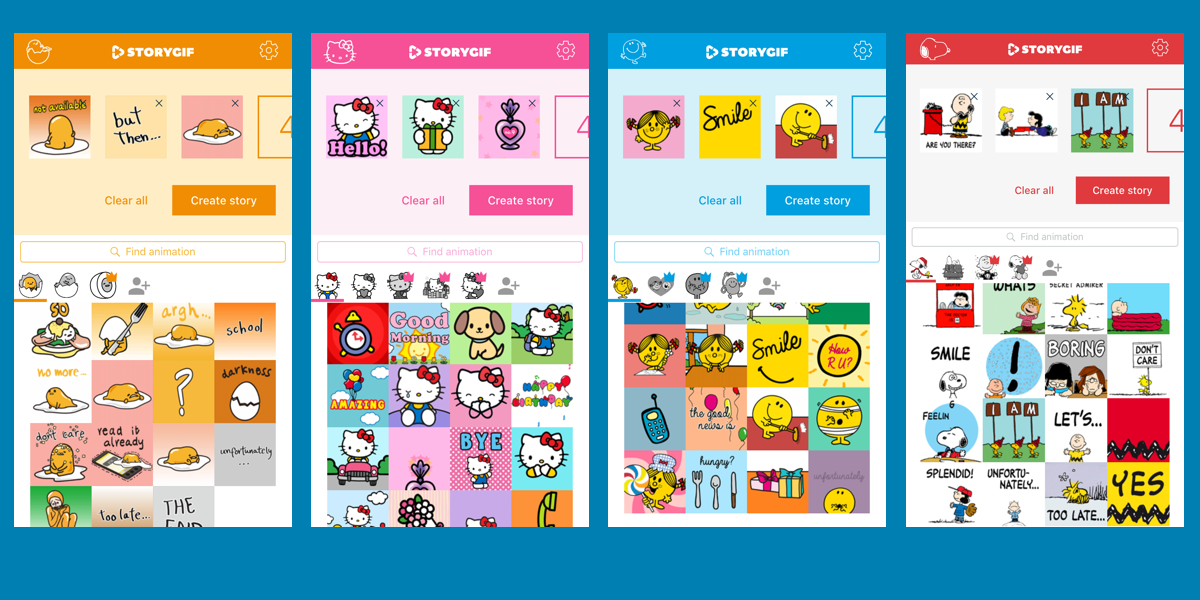 STORYGIF
not available
but
Then...
4
Clear all
Create story
Find animation
SO
argh...
school
no more...
?
darkness
dont care.
read it
already
unfortunately
...
too late...
THE
END
STORYGIF
Hello!
4
Clear all
Create story
Find animation
Good
Morning
AMAZING
HAPPY
BIRTHDAY
BYE
STORYGIF
Smile
4
Clear all
Create story
Find animation
Smile
How
R U?
the good
news is
hungry?
unfortunately
STORYGIF
ARE YOU THERE?
I AM
4
Clear all
Create story
Find animation
WHATS
SECRET ADMIRER
SMILE
!
BORING
DON'T
CARE
FEELIN
I AM
LET'S...
SPLENDID!
UNFORTU-
NATELY...
TOO LATE...
YES